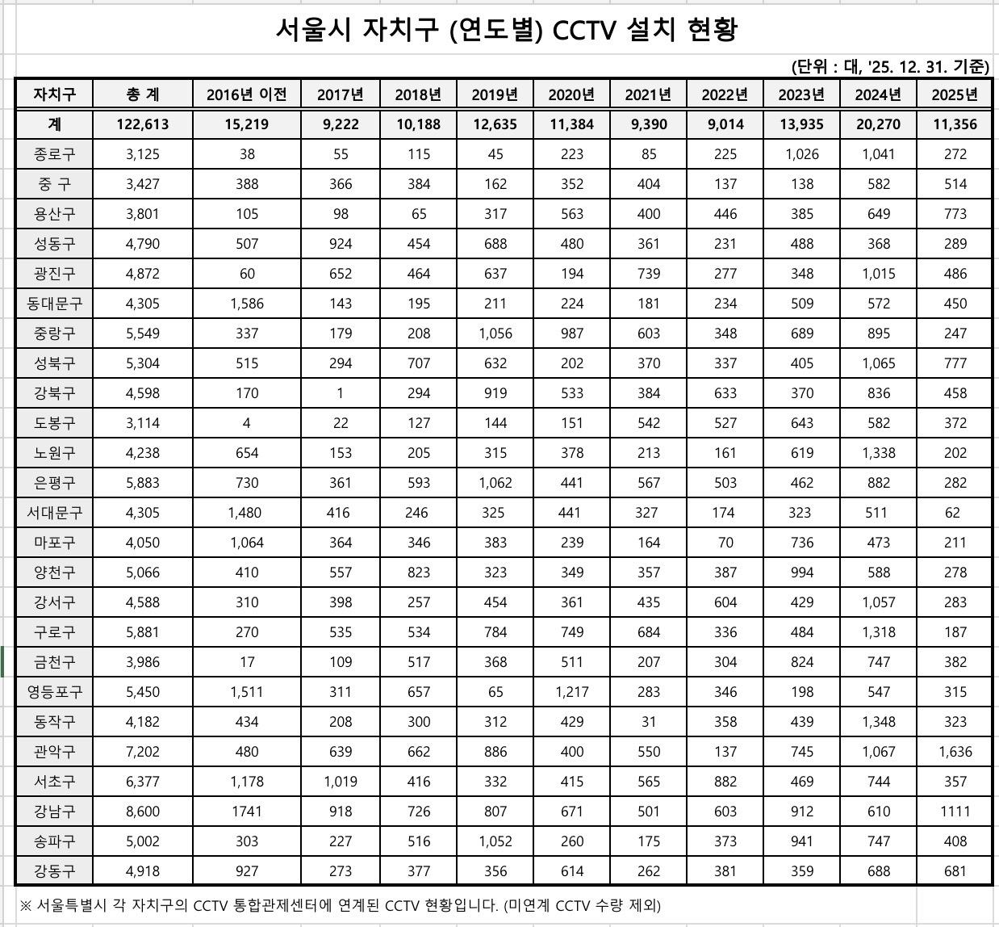 서울시 자치구 (연도별) CCTV 설치 현황
(단위 : 대, '25. 12. 31. 기준)
자치구 총 계 2016년 이전 2017년 2018년 2019년 2020년 2021년 2022년 2023년 2024년 2025년
계 122,613 15,219 9,222 10,188 12,635 11,384 9,390 9,014 13,935 20,270 11,356
종로구 3,125 38 55 115 45 223 85 225 1,026 1,041 272
중 구 3,427 388 366 384 162 352 404 137 138 582 514
용산구 3,801 105 98 65 317 563 400 446 385 649 773
성동구 4,790 507 924 454 688 480 361 231 488 368 289
광진구 4,872 60 652 464 637 194 739 277 348 1,015 486
동대문구 4,305 1,586 143 195 211 224 181 234 509 572 450
중랑구 5,549 337 179 208 1,056 987 603 348 689 895 247
성북구 5,304 515 294 707 632 202 370 337 405 1,065 777
강북구 4,598 170 1 294 919 533 384 633 370 836 458
도봉구 3,114 4 22 127 144 151 542 527 643 582 372
노원구 4,238 654 153 205 315 378 213 161 619 1,338 202
은평구 5,883 730 361 593 1,062 441 567 503 462 882 282
서대문구 4,305 1,480 416 246 325 441 327 174 323 511 62
마포구 4,050 1,064 364 346 383 239 164 70 736 473 211
양천구 5,066 410 557 823 323 349 357 387 994 588 278
강서구 4,588 310 398 257 454 361 435 604 429 1,057 283
구로구 5,881 270 535 534 784 749 684 336 484 1,318 187
금천구 3,986 17 109 517 368 511 207 304 824 747 382
영등포구 5,450 1,511 311 657 65 1,217 283 346 198 547 315
동작구 4,182 434 208 300 312 429 31 358 439 1,348 323
관악구 7,202 480 639 662 886 400 550 137 745 1,067 1,636
서초구 6,377 1,178 1,019 416 332 415 565 882 469 744 357
강남구 8,600 1741 918 726 807 671 501 603 912 610 1111
송파구 5,002 303 227 516 1,052 260 175 373 941 747 408
강동구 4,918 927 273 377 356 614 262 381 359 688 681
※ 서울특별시 각 자치구의 CCTV 통합관제센터에 연계된 CCTV 현황입니다. (미연계 CCTV 수량 제외)